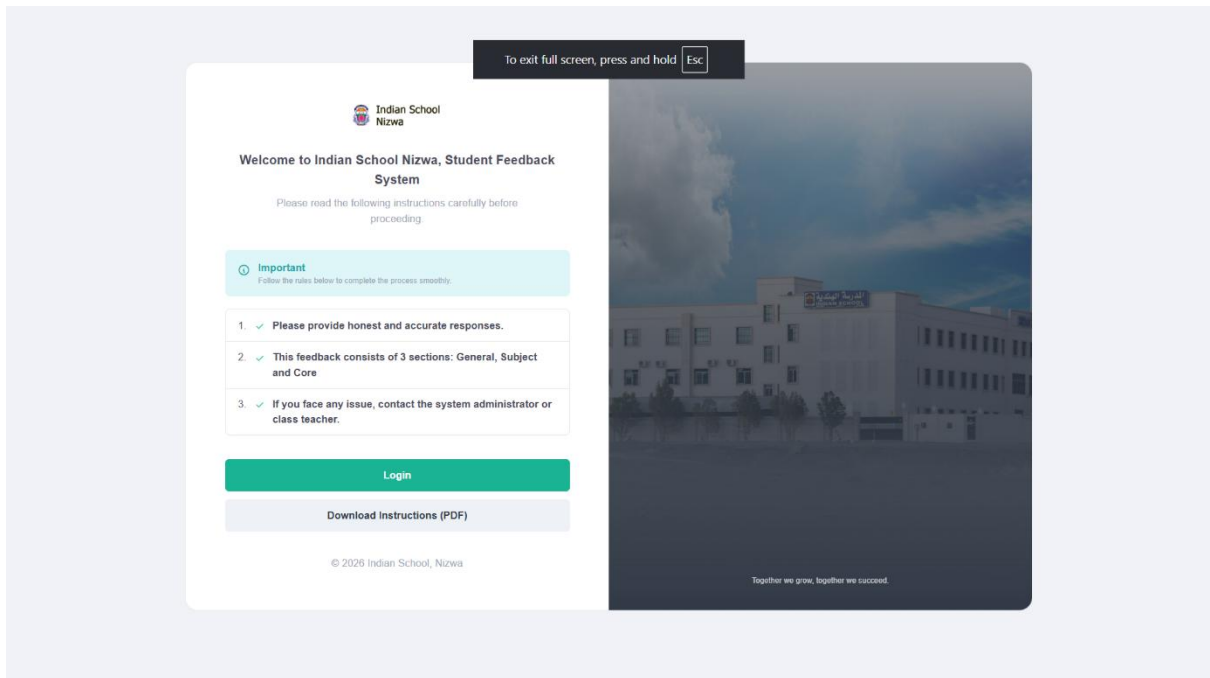 To exit full screen, press and hold Esc
Indian School
Nizwa
Welcome to Indian School Nizwa, Student Feedback
System
Please read the following instructions carefully before
proceeding.
Important
Follow the rules below to complete the process smoothly.
1. Please provide honest and accurate responses.
2. This feedback consists of 3 sections: General, Subject
and Core
3. If you face any issue, contact the system administrator or
class teacher.
Login
Download Instructions (PDF)
© 2026 Indian School, Nizwa
المدرسة الهندية
Together we grow, together we succeed.